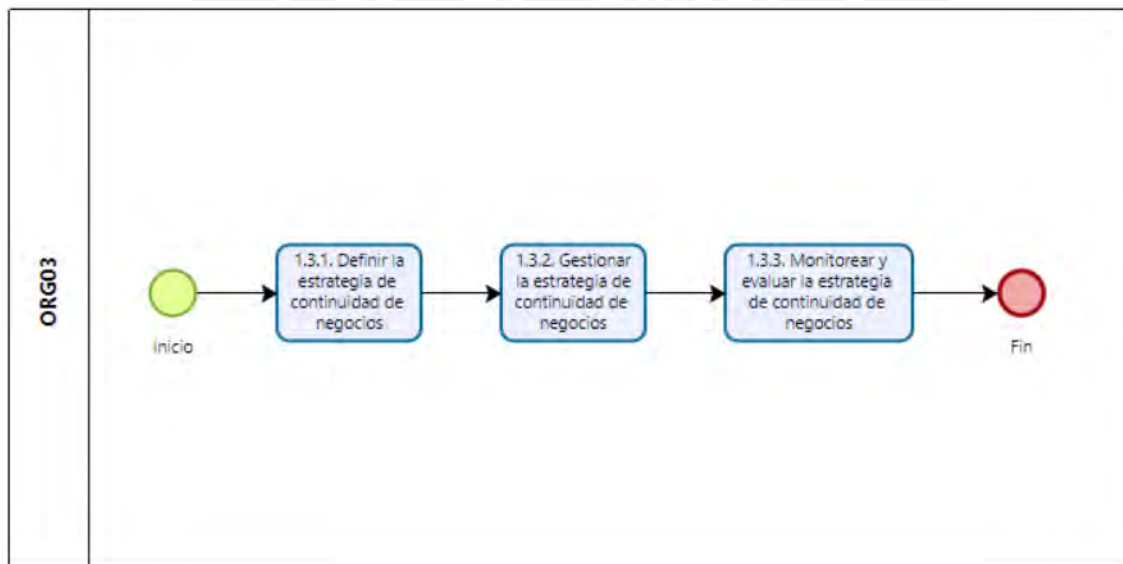 ORG03
Inicio
1.3.1. Definir la
estrategia de
continuidad de
negocios
1.3.2. Gestionar
la estrategia de
continuidad de
negocios
1.3.3. Monitorear y
evaluar la estrategia
de continuidad de
negocios
Fin